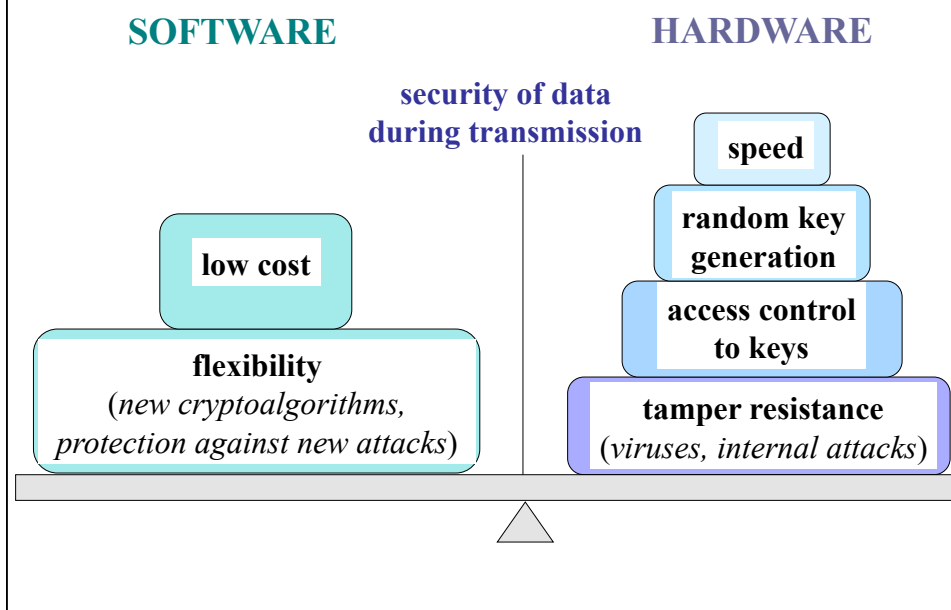 SOFTWARE
HARDWARE
security of data
during transmission
low cost
flexibility
(new cryptoalgorithms,
protection against new attacks)
speed
random key
generation
access control
to keys
tamper resistance
(viruses, internal attacks)